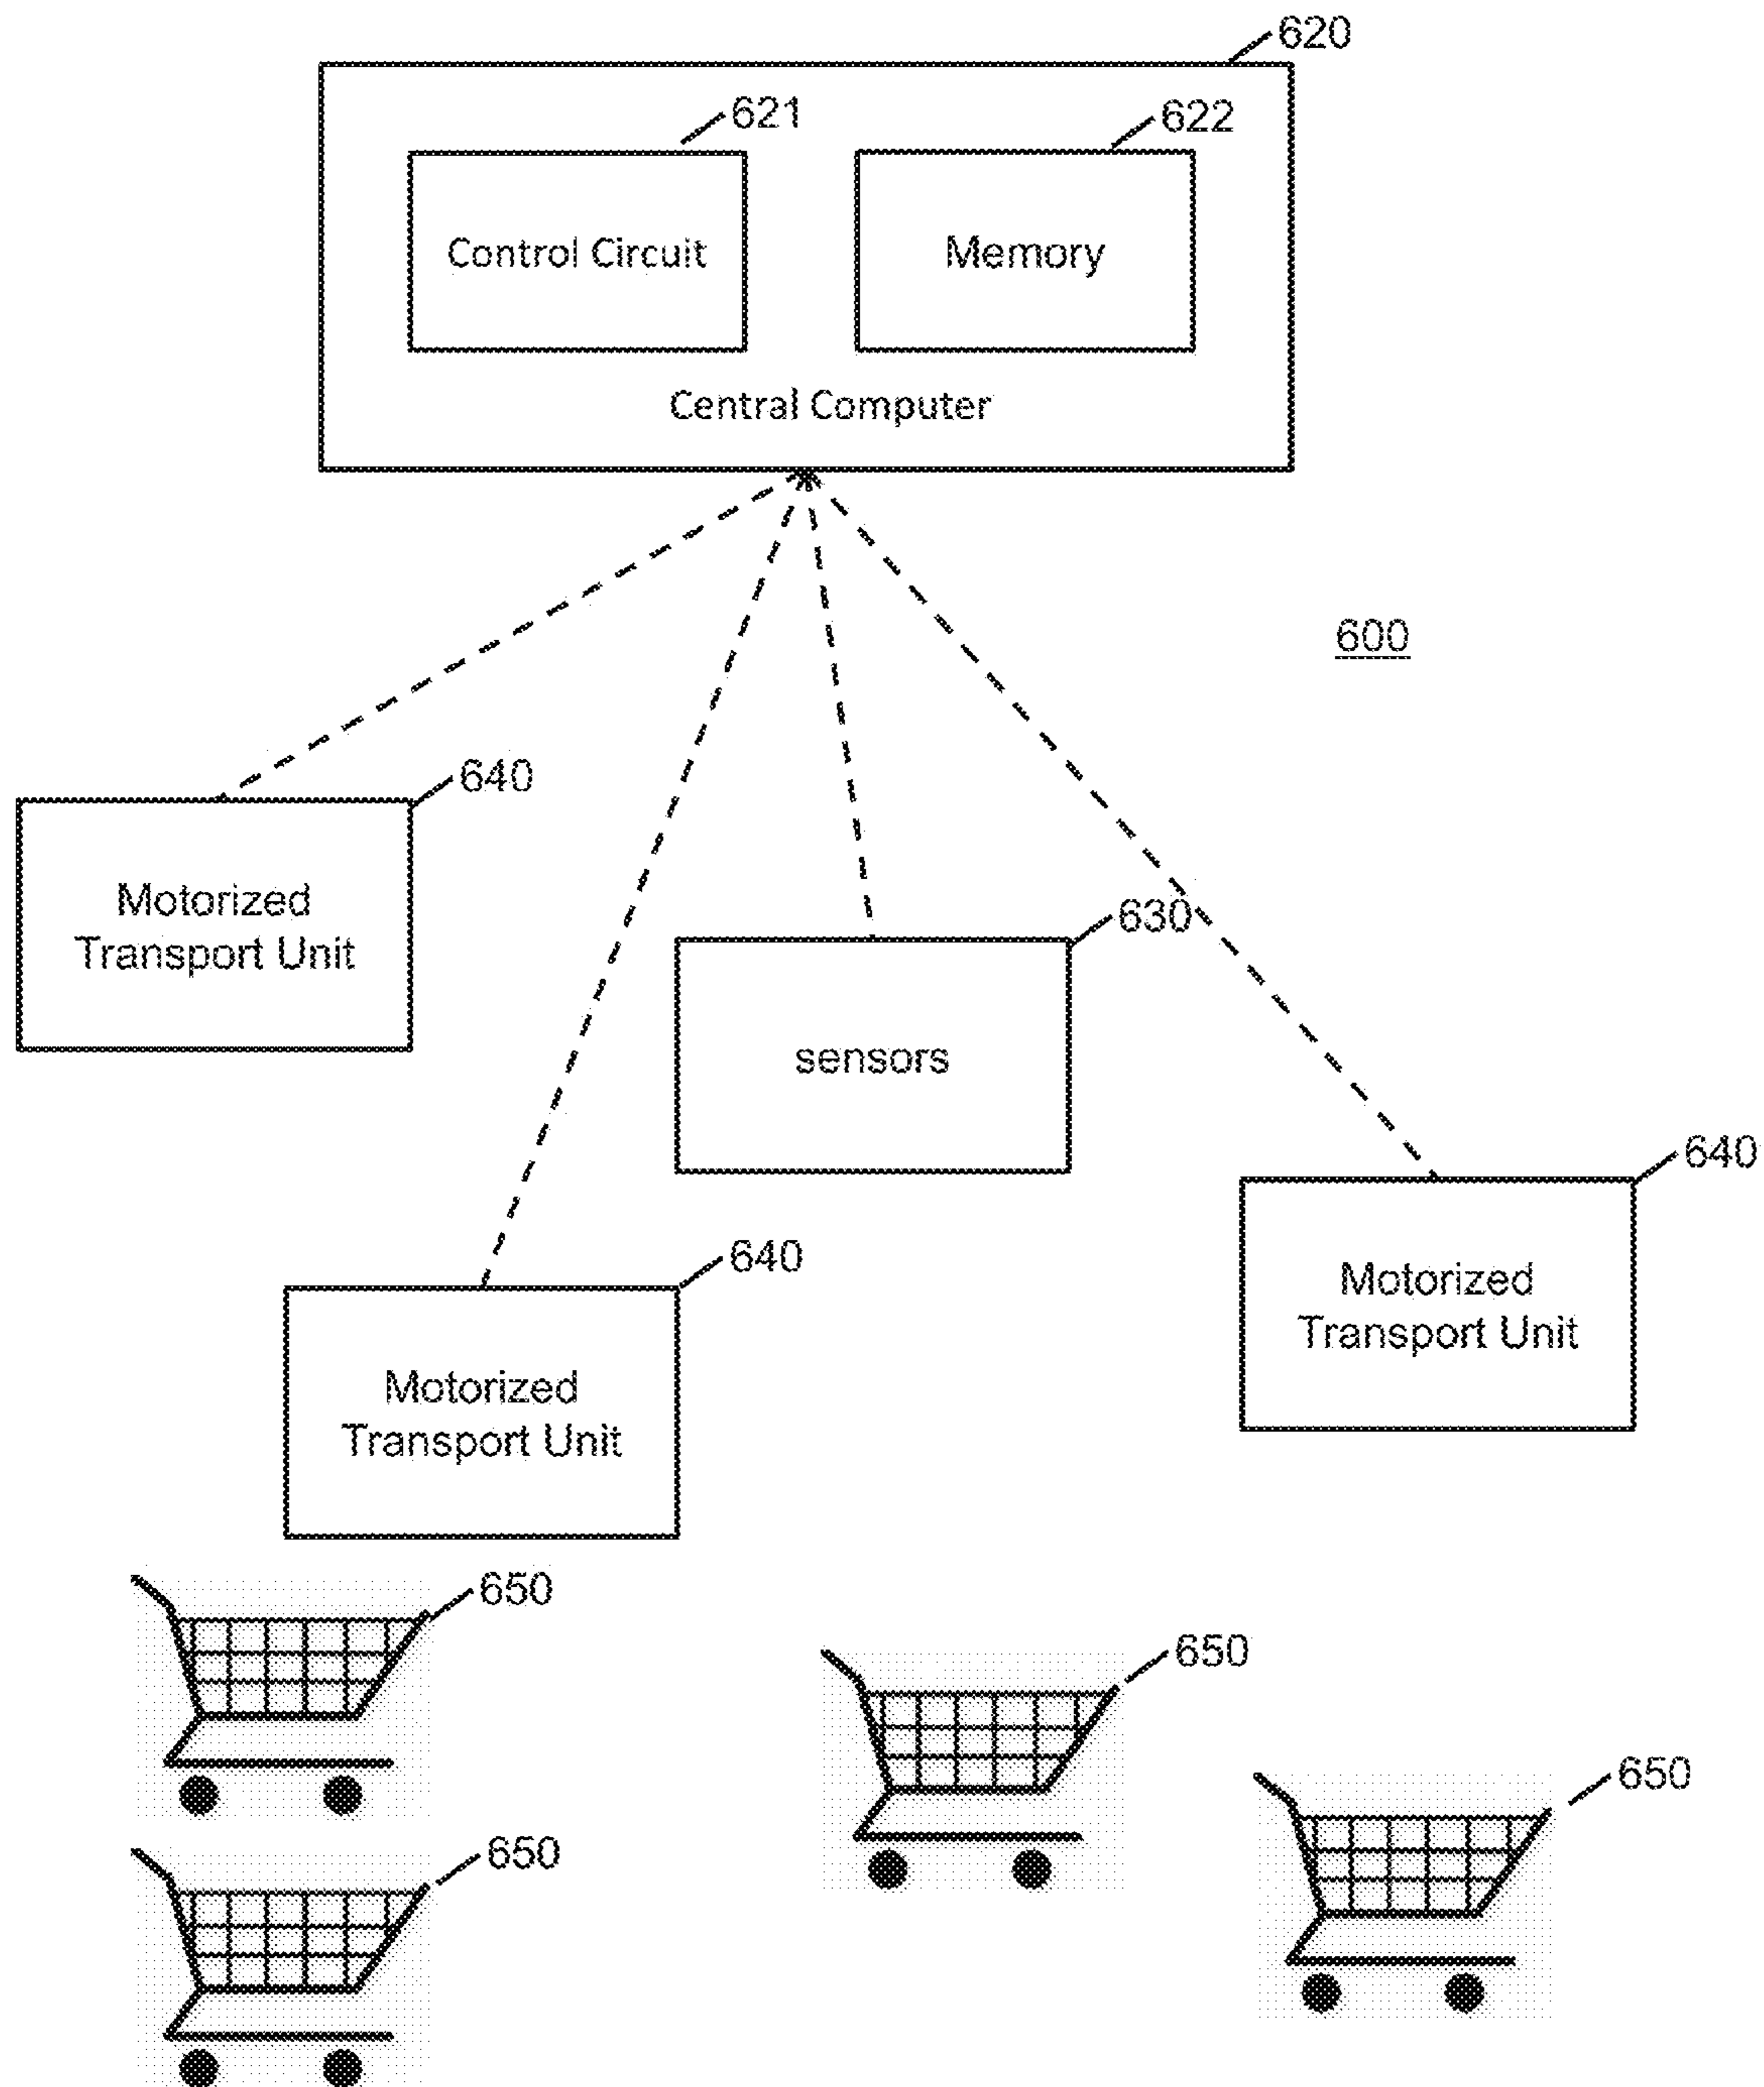 620
621
622
Control Circuit
Memory
Central Computer
600
640
Motorized
Transport Unit
630
sensors
640
Motorized
Transport Unit
640
Motorized
Transport Unit
650
650
650
650